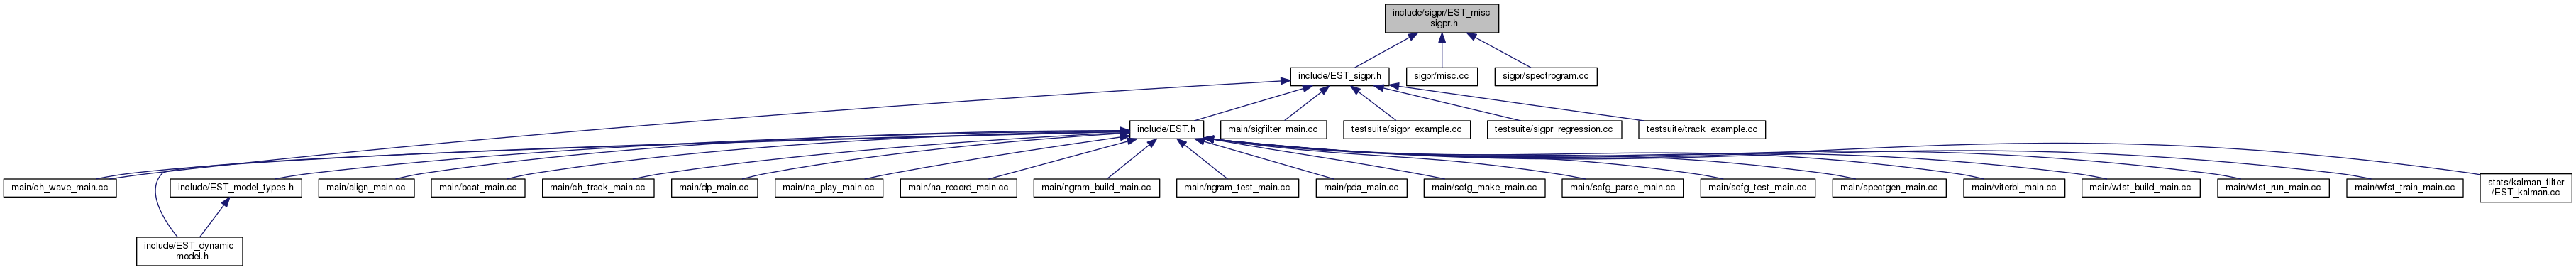 include/sigpr/EST_misc
_sigpr.h
include/EST_sigpr.h
sigpr/misc.cc
sigpr/spectrogram.cc
include/EST.h
main/sigfilter_main.cc
testsuite/sigpr_example.cc
testsuite/sigpr_regression.cc
testsuite/track_example.cc
main/ch_wave_main.cc
include/EST_model_types.h
main/align_main.cc
main/bcat_main.cc
main/ch_track_main.cc
main/dp_main.cc
main/na_play_main.cc
main/na_record_main.cc
main/ngram_build_main.cc
main/ngram_test_main.cc
main/pda_main.cc
main/scfg_make_main.cc
main/scfg_parse_main.cc
main/scfg_test_main.cc
main/spectgen_main.cc
main/viterbi_main.cc
main/wfst_build_main.cc
main/wfst_run_main.cc
main/wfst_train_main.cc
stats/kalman_filter
/EST_kalman.cc
include/EST_dynamic
_model.h